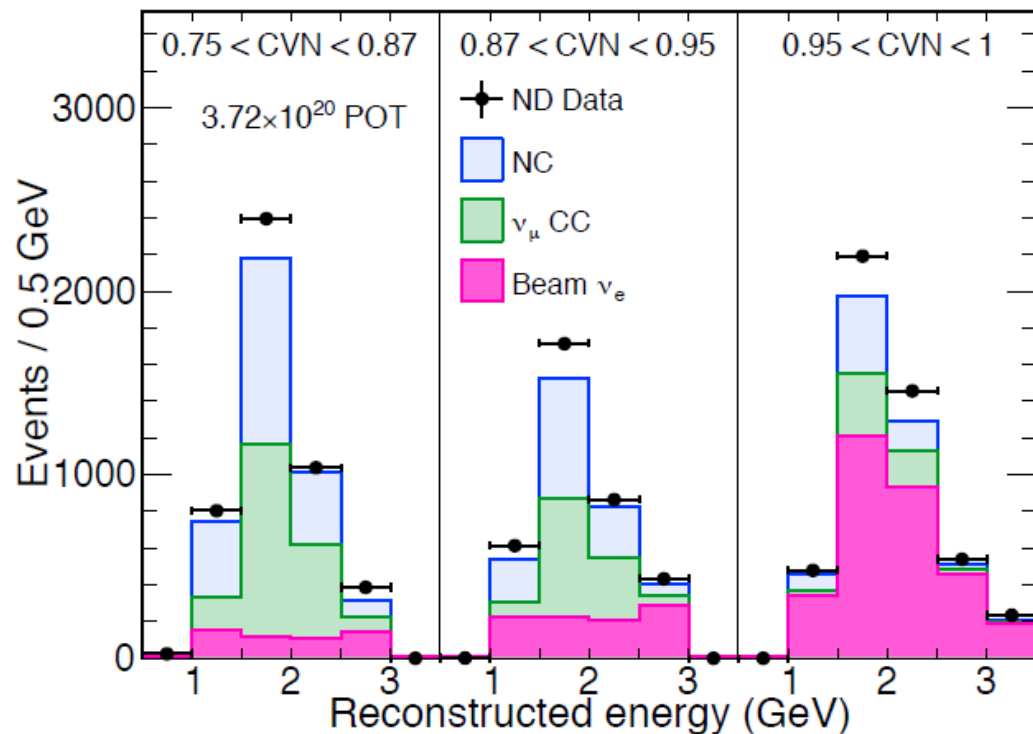 0.75 < CVN < 0.87
0.87 < CVN < 0.95
0.95 < CVN < 1
3.72×10²⁰ POT
ND Data
NC
νμ CC
Beam νe
Events / 0.5 GeV
3000
2000
1000
0
1 2 3 1 2 3 1 2 3
Reconstructed energy (GeV)